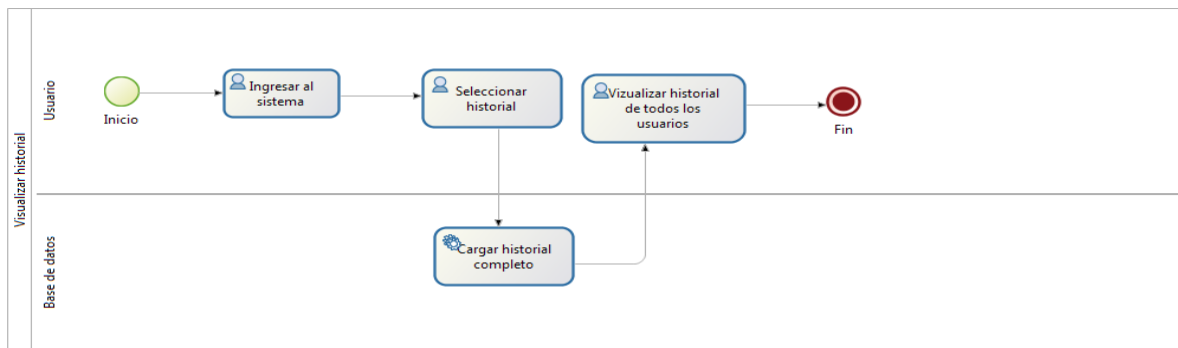 Visualizar historial
Usuario
Inicio
Ingresar al
sistema
Seleccionar
historial
Vizualizar historial
de todos los
usuarios
Fin
Base de datos
Cargar historial
completo